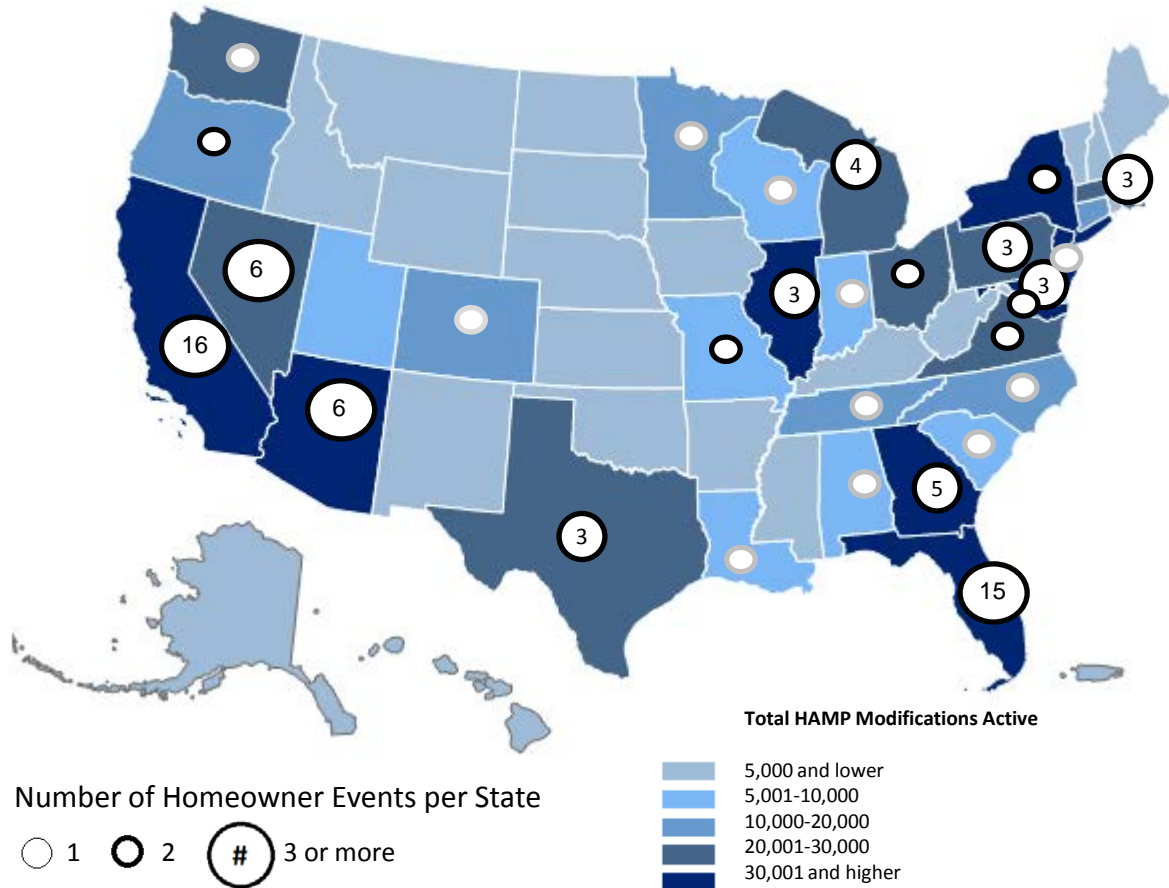 4
3
3
6
3
3
16
6
5
3
15
Total HAMP Modifications Active
5,000 and lower
5,001-10,000
10,000-20,000
20,001-30,000
30,001 and higher
Number of Homeowner Events per State
1 2 # 3 or more